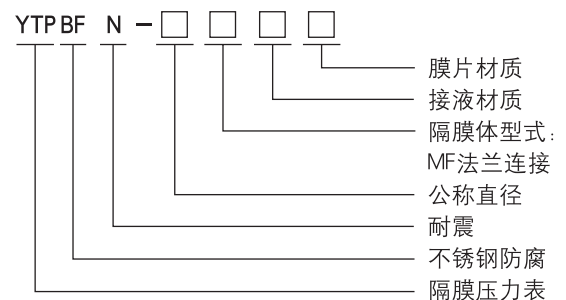 YTPBF N -□ □ □ □
膜片材质
接液材质
隔膜体型式:
MF法兰连接
公称直径
耐震
不锈钢防腐
隔膜压力表